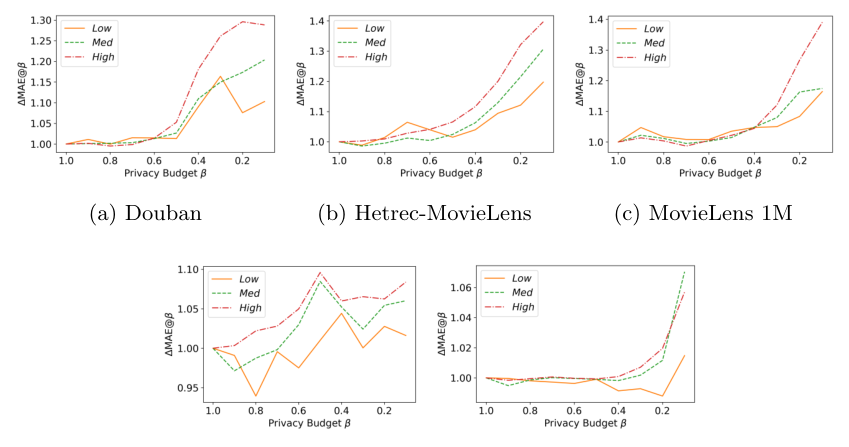 1.30
1.25
1.20
1.15
1.10
1.05
1.00
ΔMAE@β
Low
Med
High
1.0 0.8 0.6 0.4 0.2
Privacy Budget β
1.4
1.3
1.2
1.1
1.0
ΔMAE@β
Low
Med
High
1.0 0.8 0.6 0.4 0.2
Privacy Budget β
1.4
1.3
1.2
1.1
1.0
ΔMAE@β
Low
Med
High
1.0 0.8 0.6 0.4 0.2
Privacy Budget β
(a) Douban
(b) Hetrec-MovieLens
(c) MovieLens 1M
1.10
1.05
1.00
0.95
ΔMAE@β
Low
Med
High
1.0 0.8 0.6 0.4 0.2
Privacy Budget β
1.06
1.04
1.02
1.00
ΔMAE@β
Low
Med
High
1.0 0.8 0.6 0.4 0.2
Privacy Budget β